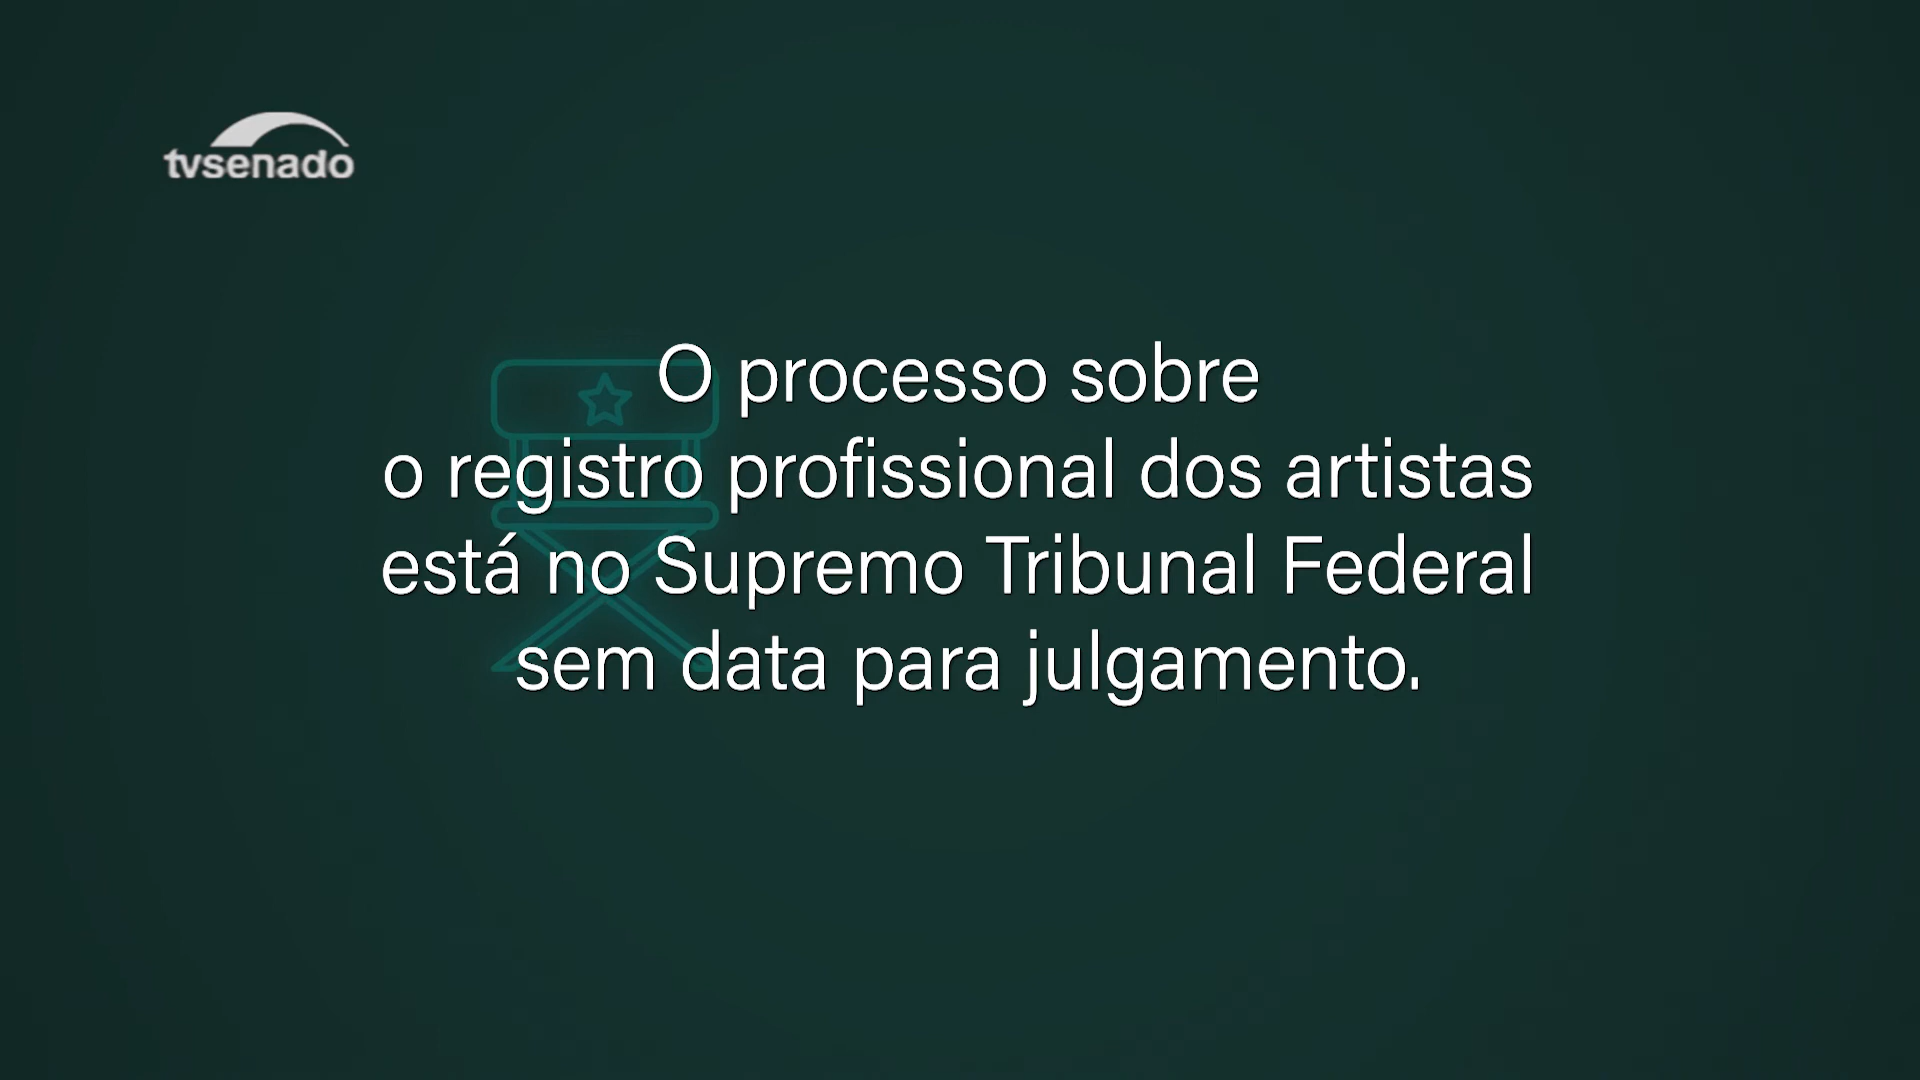 tvsenado
O processo sobre
o registro profissional dos artistas
está no Supremo Tribunal Federal
sem data para julgamento.